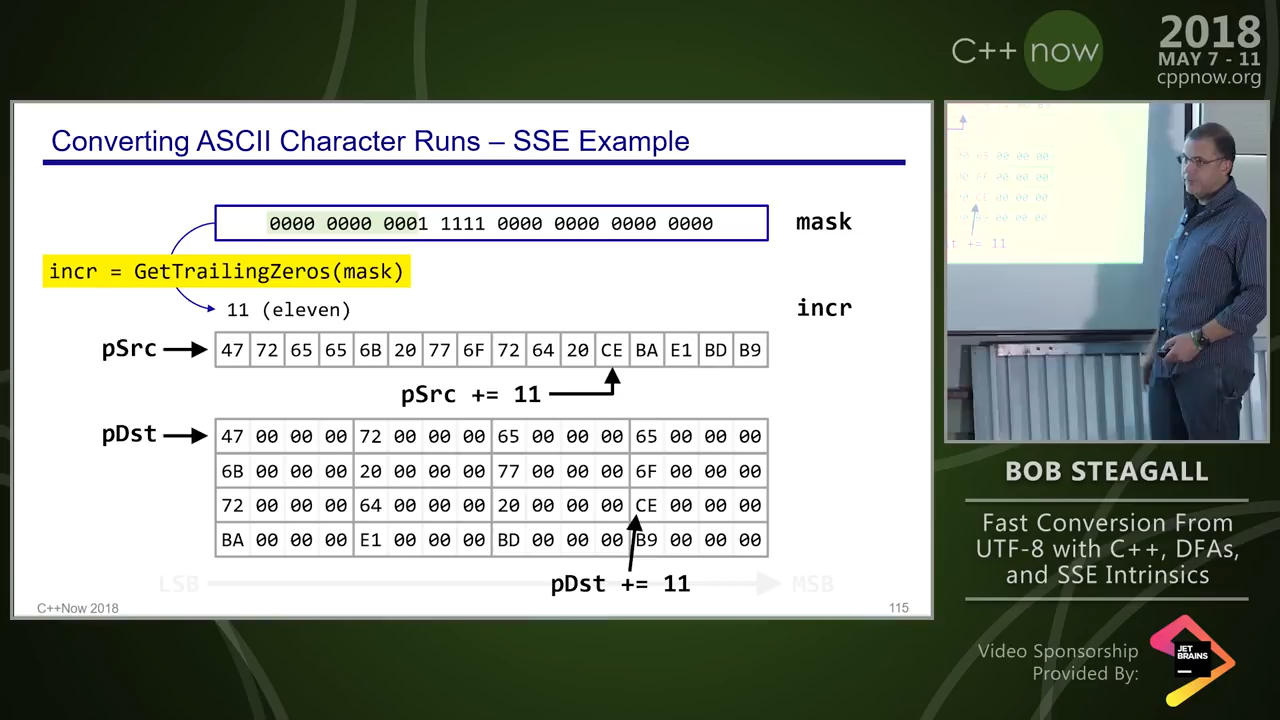 C++ now
2018
MAY 7 - 11
cppnow.org
Converting ASCII Character Runs – SSE Example
0000 0000 0001 1111 0000 0000 0000 0000
mask
incr = GetTrailingZeros(mask)
11 (eleven)
incr
pSrc
47 72 65 65 6B 20 77 6F 72 64 20 CE BA E1 BD B9
pSrc += 11
pDst
47 00 00 00 72 00 00 00 65 00 00 00 65 00 00 00
6B 00 00 00 20 00 00 00 77 00 00 00 6F 00 00 00
72 00 00 00 64 00 00 00 20 00 00 00 CE 00 00 00
BA 00 00 00 E1 00 00 00 BD 00 00 00 B9 00 00 00
LSB
MSB
pDst += 11
C++Now 2018
115
BOB STEAGALL
Fast Conversion From
UTF-8 with C++, DFAs,
and SSE Intrinsics
Video Sponsorship
Provided By:
JET
BRAINS